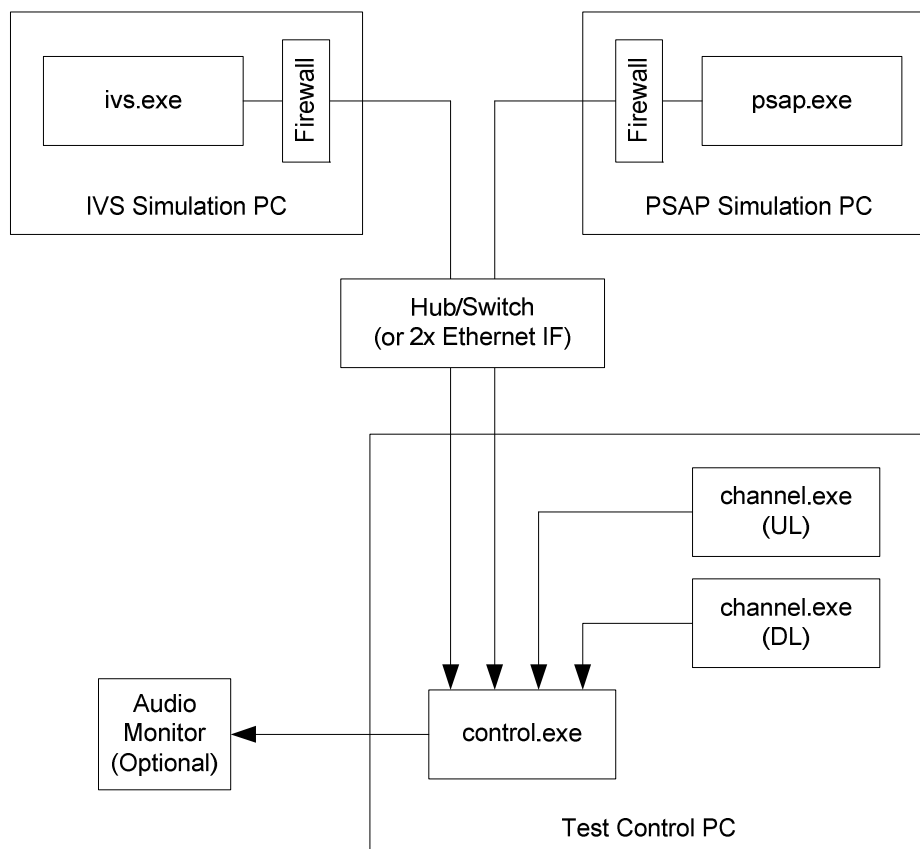 ivs.exe
Firewall
IVS Simulation PC
Firewall
psap.exe
PSAP Simulation PC
Hub/Switch
(or 2x Ethernet IF)
channel.exe
(UL)
channel.exe
(DL)
Audio
Monitor
(Optional)
control.exe
Test Control PC